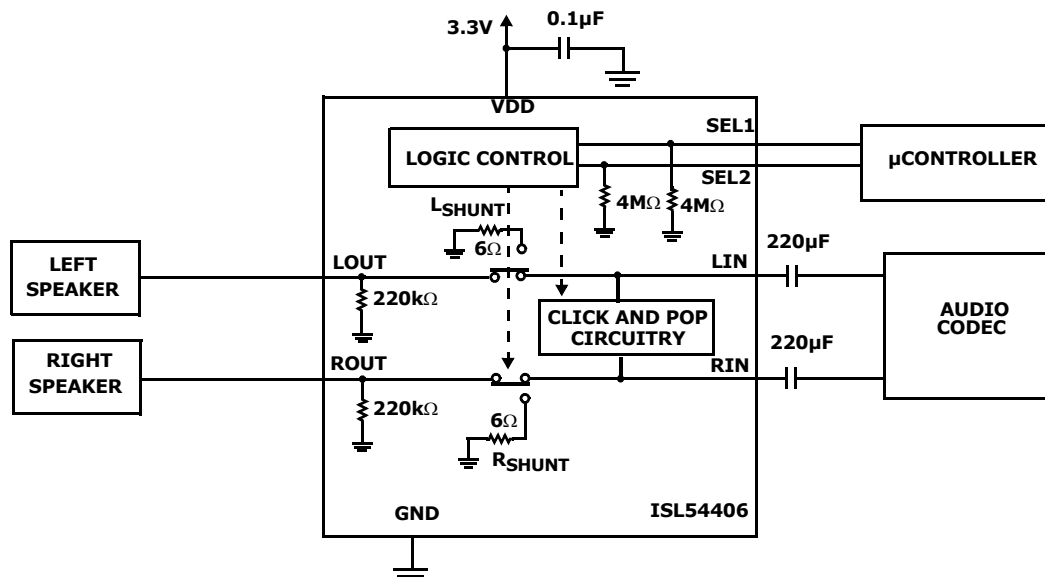 3.3V
0.1µF
VDD
LOGIC CONTROL
SEL1
SEL2
µCONTROLLER
4MΩ
4MΩ
LSHUNT
6Ω
LEFT
SPEAKER
LOUT
LIN
220µF
220kΩ
CLICK AND POP
CIRCUITRY
AUDIO
CODEC
RIGHT
SPEAKER
ROUT
RIN
220µF
220kΩ
6Ω
RSHUNT
GND
ISL54406